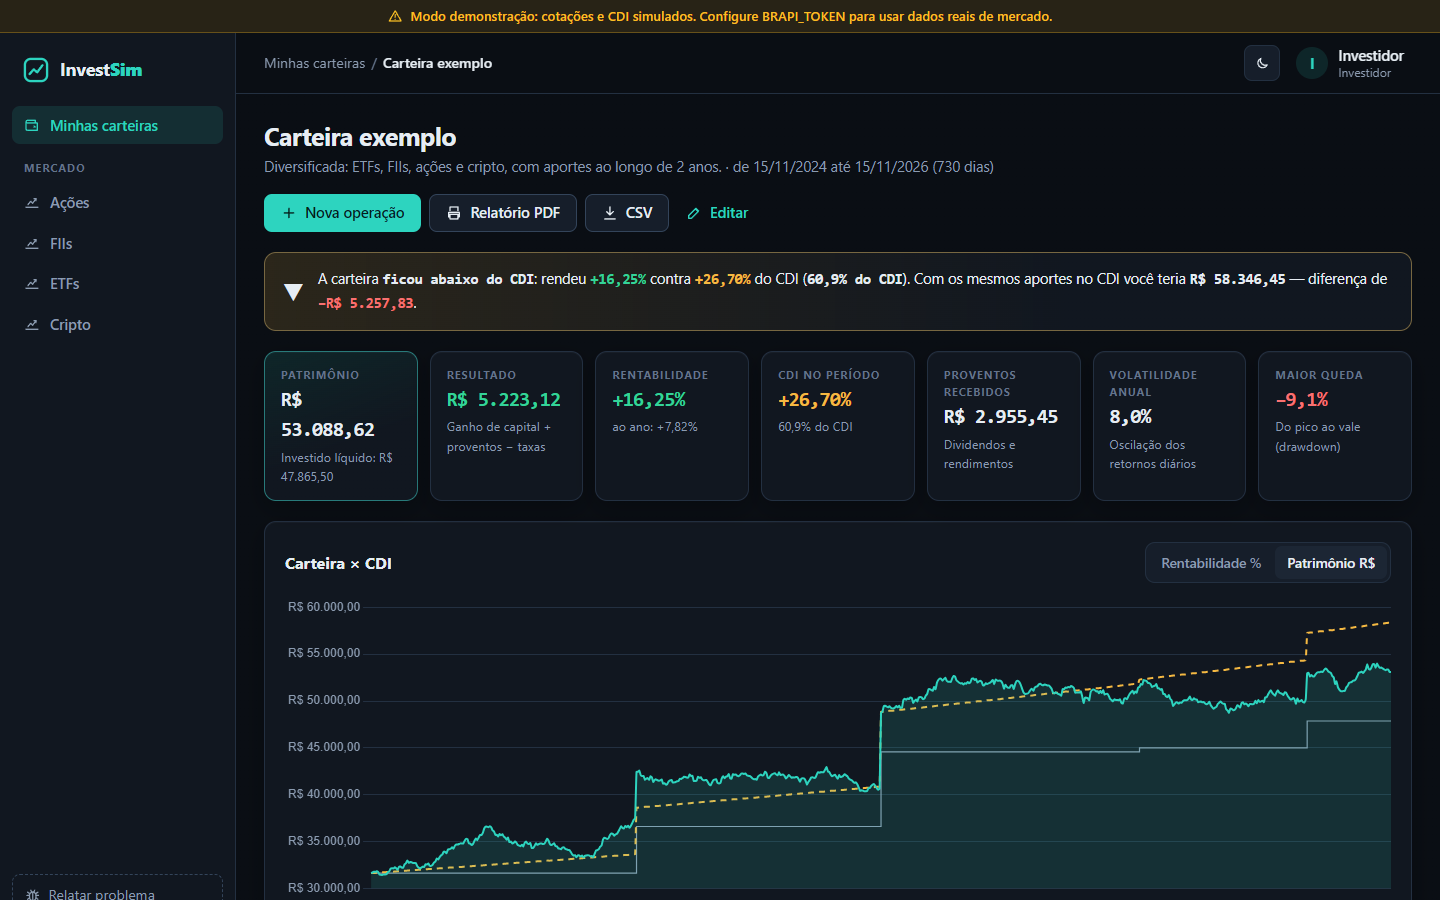 Modo demonstração: cotações e CDI simulados. Configure BRAPI_TOKEN para usar dados reais de mercado.
InvestSim
Minhas carteiras / Carteira exemplo
I
Investidor
Investidor
Minhas carteiras
MERCADO
Ações
FIIs
ETFs
Cripto
Relatar problema
Carteira exemplo
Diversificada: ETFs, FIIs, ações e cripto, com aportes ao longo de 2 anos. · de 15/11/2024 até 15/11/2026 (730 dias)
+ Nova operação
Relatório PDF
CSV
Editar
A carteira ficou abaixo do CDI: rendeu +16,25% contra +26,70% do CDI (60,9% do CDI). Com os mesmos aportes no CDI você teria R$ 58.346,45 — diferença de
−R$ 5.257,83.
PATRIMÔNIO
R$
53.088,62
Investido líquido: R$
47.865,50
RESULTADO
R$ 5.223,12
Ganho de capital +
proventos − taxas
RENTABILIDADE
+16,25%
ao ano: +7,82%
CDI NO PERÍODO
+26,70%
60,9% do CDI
PROVENTOS
RECEBIDOS
R$ 2.955,45
Dividendos e
rendimentos
VOLATILIDADE
ANUAL
8,0%
Oscilação dos
retornos diários
MAIOR QUEDA
−9,1%
Do pico ao vale
(drawdown)
Carteira × CDI
Rentabilidade %
Patrimônio R$
R$ 60.000,00
R$ 55.000,00
R$ 50.000,00
R$ 45.000,00
R$ 40.000,00
R$ 35.000,00
R$ 30.000,00